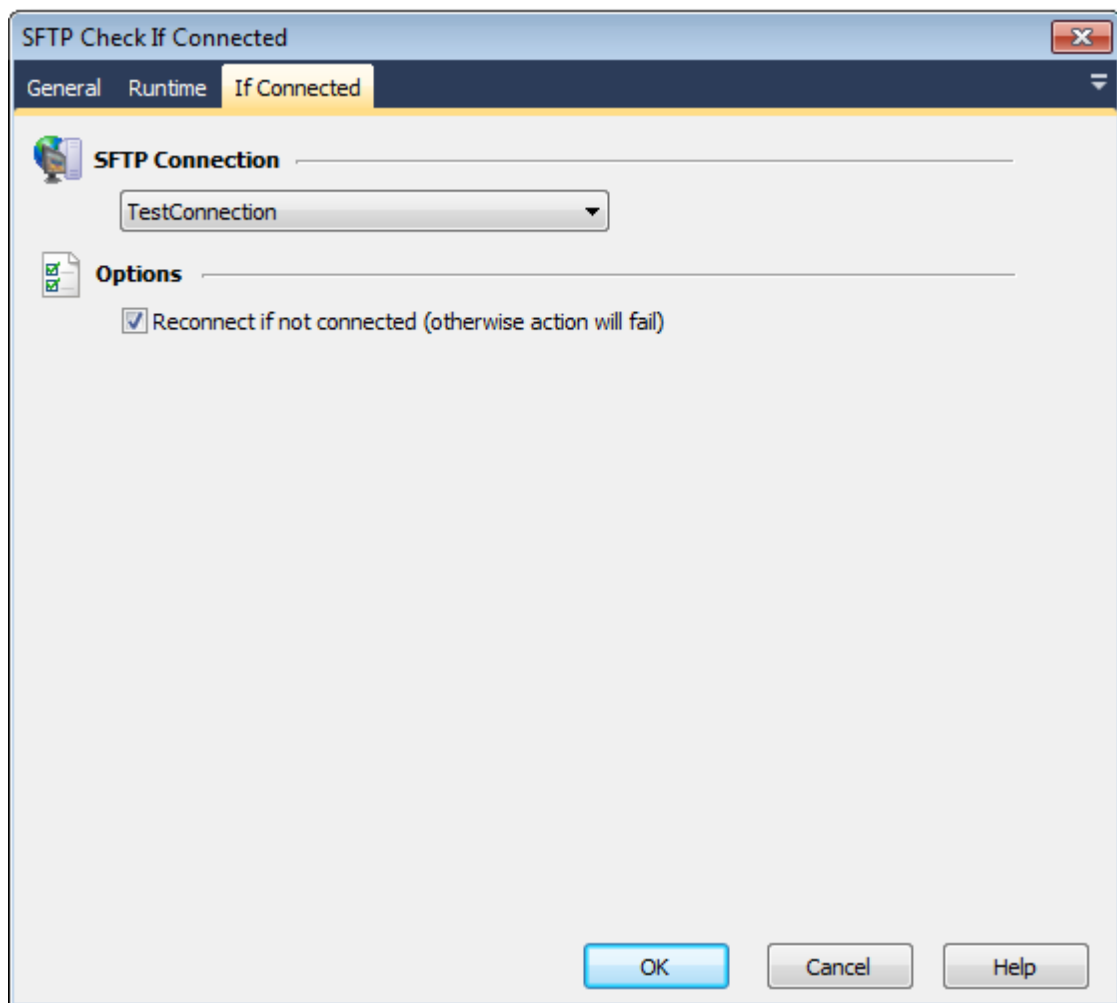 SFTP Check If Connected
General Runtime If Connected
SFTP Connection
TestConnection
Options
Reconnect if not connected (otherwise action will fail)
OK Cancel Help